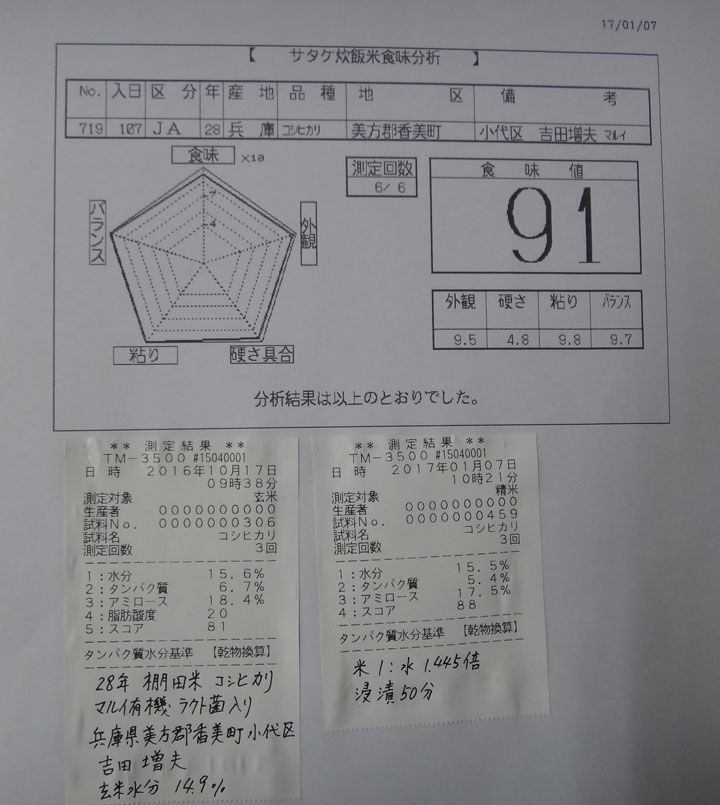 17/01/07
【 サタケ炊飯米食味分析 】
No. 入日 区分 年 産地 品種 地区 備考
719 107 JA 28 兵庫 コシヒカリ 美方郡香美町 小代区 吉田増夫 マルイ
食味 ×10
7
4
バランス
外観
粘り
硬さ具合
測定回数
6/ 6
食味値
91
外観 硬さ 粘り バランス
9.5 4.8 9.8 9.7
分析結果は以上のとおりでした。
** 測定結果 **
TM-3500 #15040001
日時 2016年10月17日
09時38分
測定対象 玄米
生産者 0000000000
試料No. 0000000306
試料名 コシヒカリ
測定回数 3回
1:水分 15.6%
2:タンパク質 6.7%
3:アミロース 18.4%
4:脂肪酸度 20
5:スコア 81
タンパク質水分基準 【乾物換算】
28年 棚田米 コシヒカリ
マルイ有機 ラクト菌入り
兵庫県美方郡香美町小代区
吉田 増夫
玄米水分 14.9%
** 測定結果 **
TM-3500 #15040001
日時 2017年01月07日
10時21分
測定対象 精米
生産者 0000000000
試料No. 0000000459
試料名 コシヒカリ
測定回数 3回
1:水分 15.5%
2:タンパク質 5.4%
3:アミロース 17.5%
4:スコア 88
タンパク質水分基準 【乾物換算】
米 1:水 1.445倍
浸漬50分